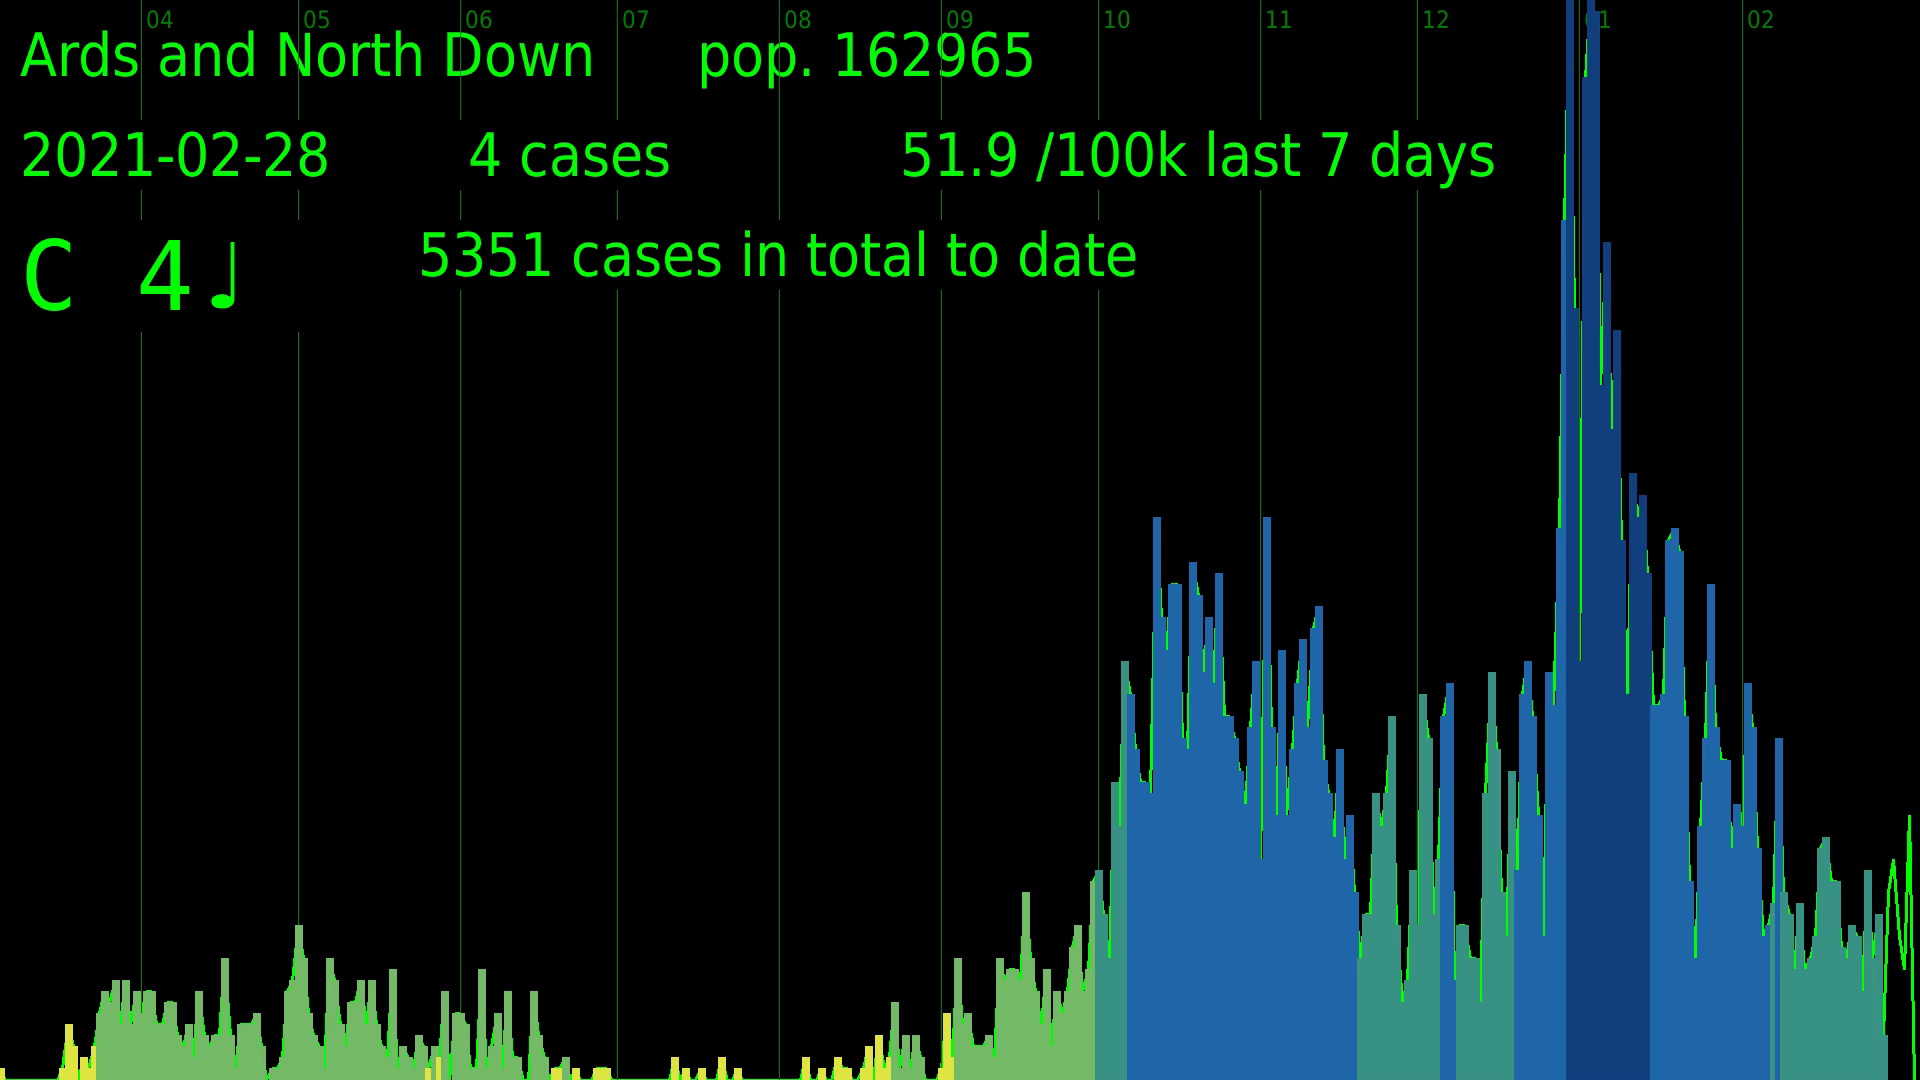 04 05 06 07 08 09 10 11 12 01 02
Ards and North Down pop. 162965
2021-02-28 4 cases 51.9 /100k last 7 days
C 4♩ 5351 cases in total to date